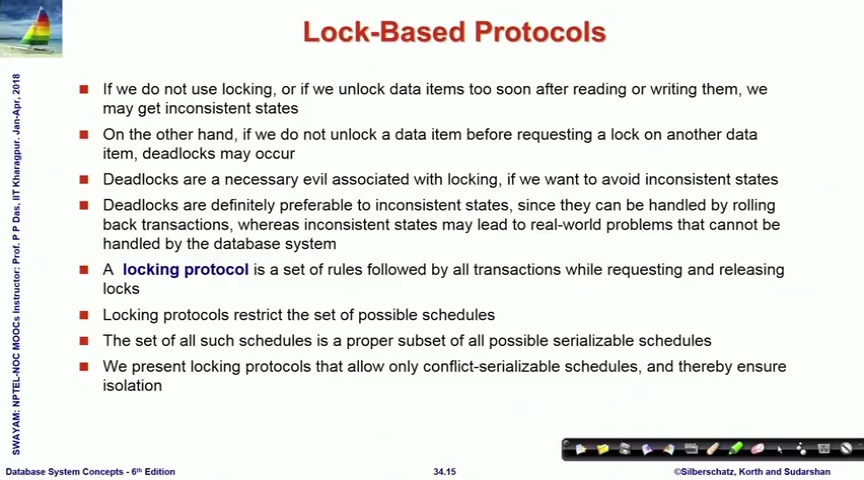 Lock-Based Protocols
If we do not use locking, or if we unlock data items too soon after reading or writing them, we
may get inconsistent states
On the other hand, if we do not unlock a data item before requesting a lock on another data
item, deadlocks may occur
Deadlocks are a necessary evil associated with locking, if we want to avoid inconsistent states
Deadlocks are definitely preferable to inconsistent states, since they can be handled by rolling
back transactions, whereas inconsistent states may lead to real-world problems that cannot be
handled by the database system
A locking protocol is a set of rules followed by all transactions while requesting and releasing
locks
Locking protocols restrict the set of possible schedules
The set of all such schedules is a proper subset of all possible serializable schedules
We present locking protocols that allow only conflict-serializable schedules, and thereby ensure
isolation
SWAYAM: NPTEL-NOC MOOCs Instructor: Prof. P P Das, IIT Kharagpur, Jan-Apr, 2018
Database System Concepts - 6th Edition
34.15
©Silberschatz, Korth and Sudarshan